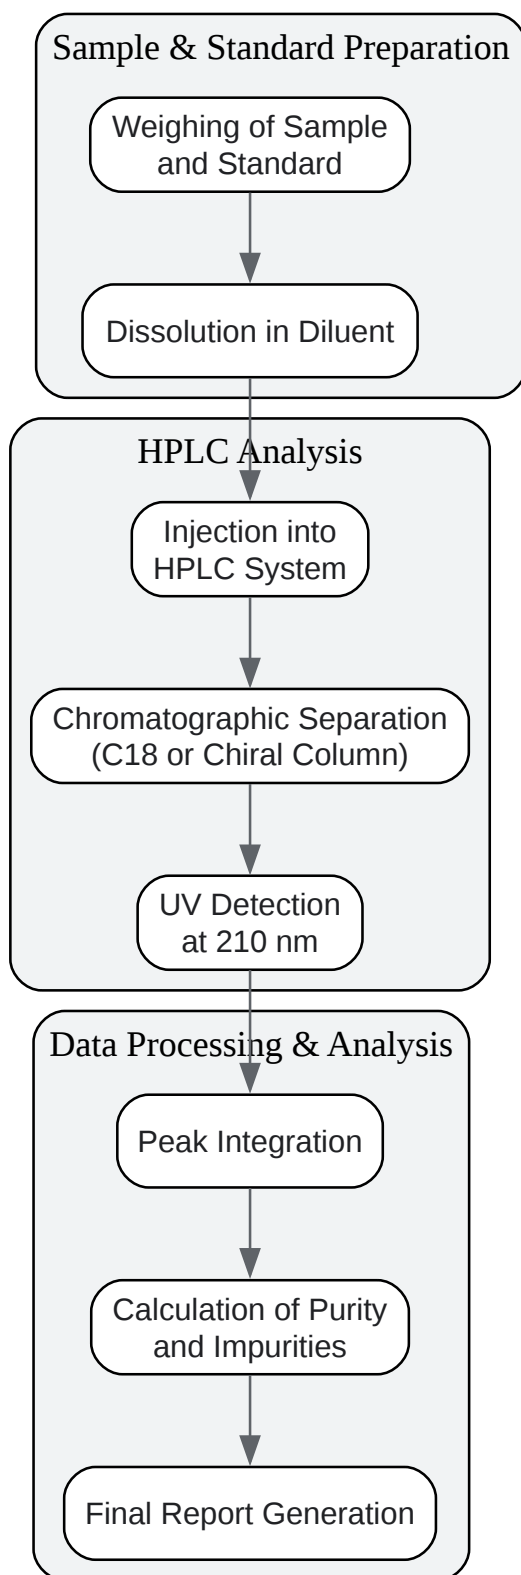 Sample & Standard Preparation
Weighing of Sample
and Standard
Dissolution in Diluent
HPLC Analysis
Injection into
HPLC System
Chromatographic Separation
(C18 or Chiral Column)
UV Detection
at 210 nm
Data Processing & Analysis
Peak Integration
Calculation of Purity
and Impurities
Final Report Generation